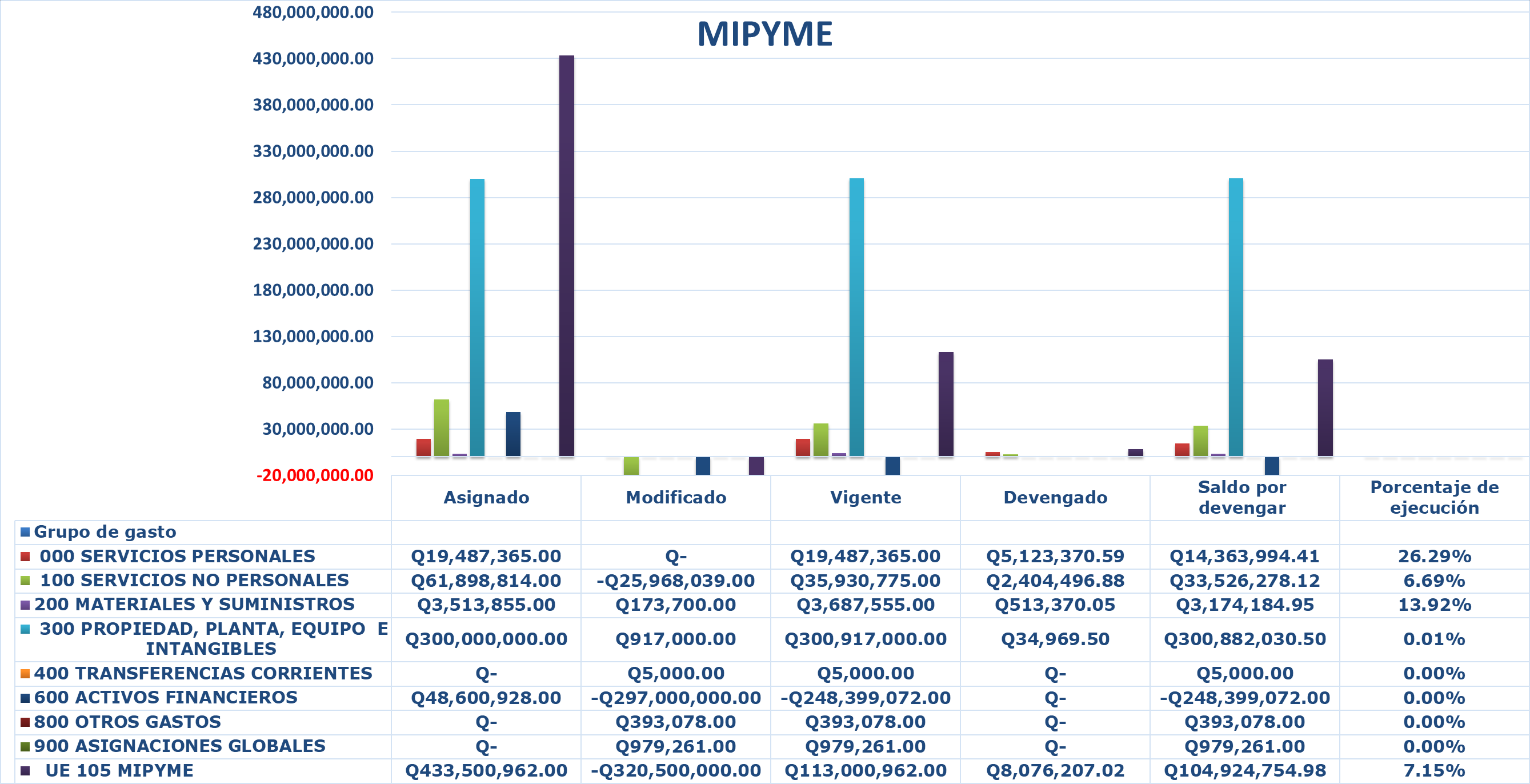 MIPYME
480,000,000.00
430,000,000.00
380,000,000.00
330,000,000.00
280,000,000.00
230,000,000.00
180,000,000.00
130,000,000.00
80,000,000.00
30,000,000.00
-20,000,000.00
Asignado Modificado Vigente Devengado Saldo por devengar Porcentaje de ejecución
Grupo de gasto
000 SERVICIOS PERSONALES Q19,487,365.00 Q- Q19,487,365.00 Q5,123,370.59 Q14,363,994.41 26.29%
100 SERVICIOS NO PERSONALES Q61,898,814.00 -Q25,968,039.00 Q35,930,775.00 Q2,404,496.88 Q33,526,278.12 6.69%
200 MATERIALES Y SUMINISTROS Q3,513,855.00 Q173,700.00 Q3,687,555.00 Q513,370.05 Q3,174,184.95 13.92%
300 PROPIEDAD, PLANTA, EQUIPO E INTANGIBLES Q300,000,000.00 Q917,000.00 Q300,917,000.00 Q34,969.50 Q300,882,030.50 0.01%
400 TRANSFERENCIAS CORRIENTES Q- Q5,000.00 Q5,000.00 Q- Q5,000.00 0.00%
600 ACTIVOS FINANCIEROS Q48,600,928.00 -Q297,000,000.00 -Q248,399,072.00 Q- -Q248,399,072.00 0.00%
800 OTROS GASTOS Q- Q393,078.00 Q393,078.00 Q- Q393,078.00 0.00%
900 ASIGNACIONES GLOBALES Q- Q979,261.00 Q979,261.00 Q- Q979,261.00 0.00%
UE 105 MIPYME Q433,500,962.00 -Q320,500,000.00 Q113,000,962.00 Q8,076,207.02 Q104,924,754.98 7.15%